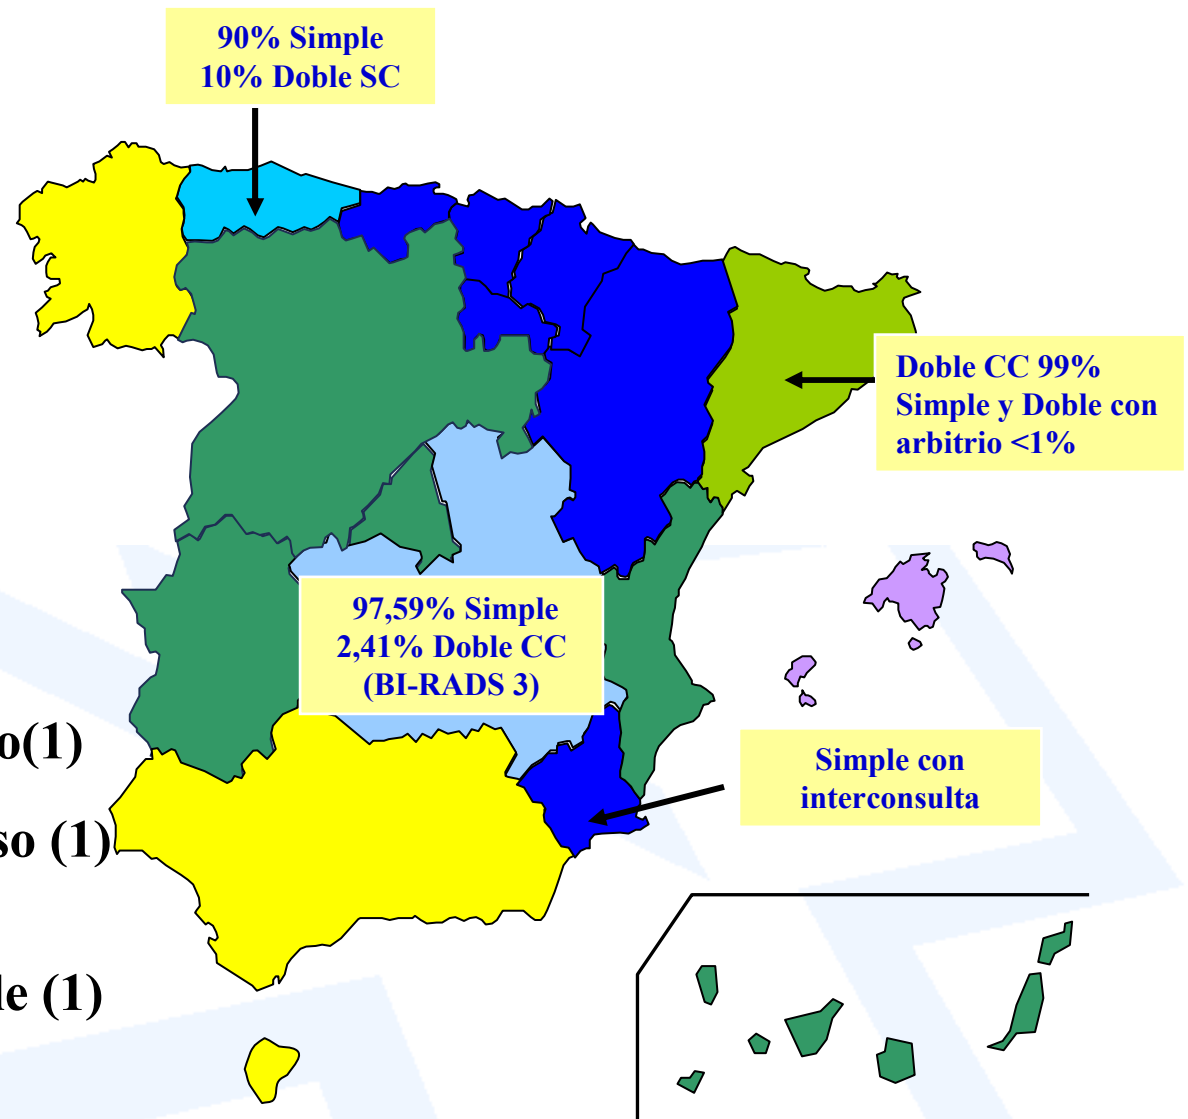 90% Simple
10% Doble SC
Doble CC 99%
Simple y Doble con
arbitrio <1%
97,59% Simple
2,41% Doble CC
(BI-RADS 3)
o(1)
Simple con
interconsulta
so (1)
le (1)